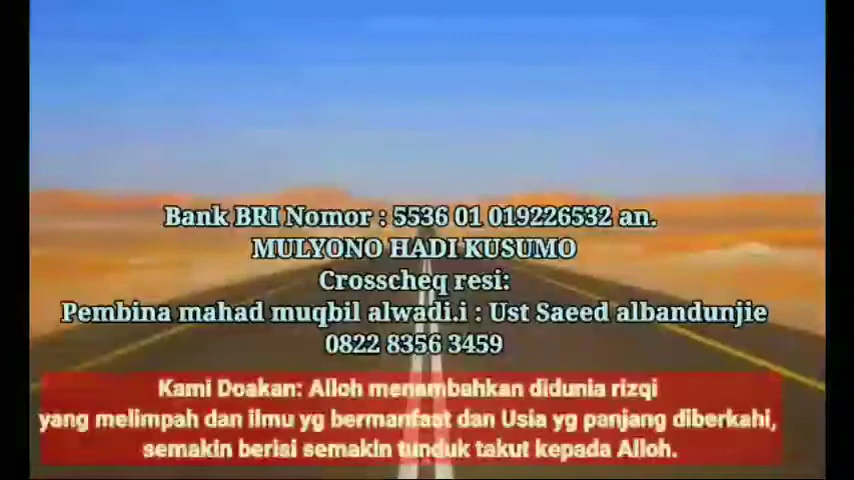 Bank BRI Nomor : 5536 01 019226532 an.
MULYONO HADI KUSUMO
Crosscheq resi:
Pembina mahad muqbil alwadi.i : Ust Saeed albandunjie
0822 8356 3459
Kami Doakan: Alloh menambahkan didunia rizqi
yang melimpah dan ilmu yg bermanfaat dan Usia yg panjang diberkahi,
semakin berisi semakin tunduk takut kepada Alloh.